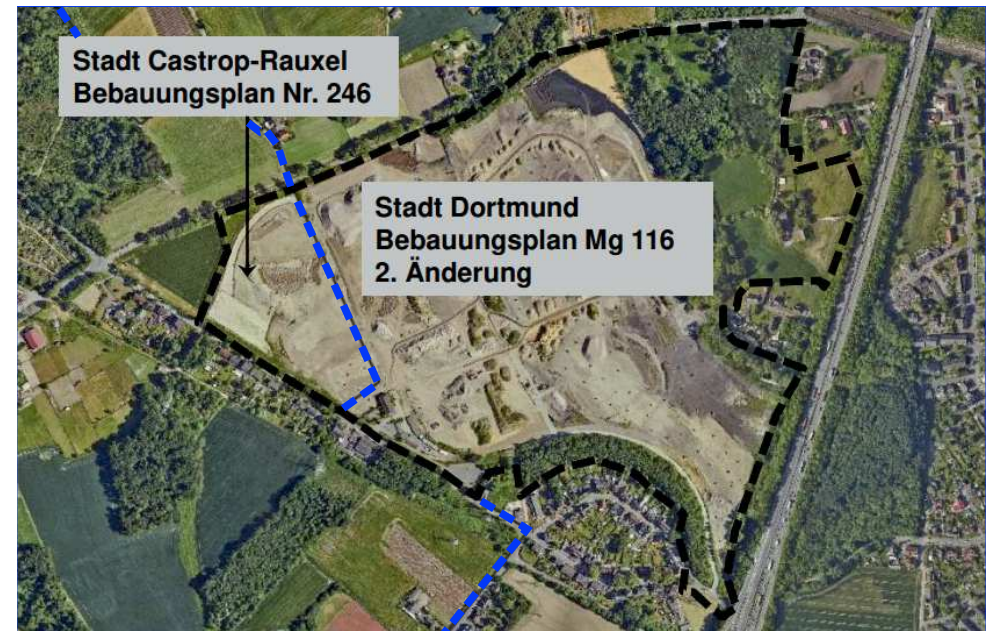 Stadt Castrop-Rauxel
Bebauungsplan Nr. 246
Stadt Dortmund
Bebauungsplan Mg 116
2. Änderung